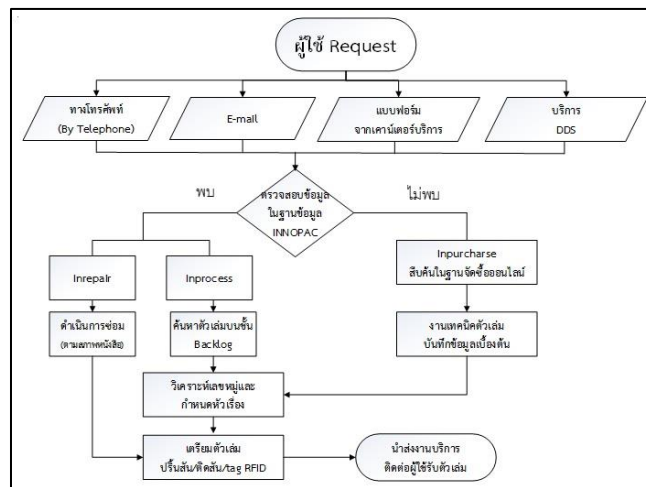 ผู้ใช้ Request
ทางโทรศัพท์
(By Telephone)
E-mail
แบบฟอร์ม
จากเคาน์เตอร์บริการ
บริการ
DDS
พบ
ตรวจสอบข้อมูล
ในฐานข้อมูล
INNOPAC
ไม่พบ
Inrepair
Inprocess
Inpurcharse
สืบค้นในฐานจัดซื้อออนไลน์
ดำเนินการซ่อม
(ตามสภาพหนังสือ)
ค้นหาตัวเล่มบนชั้น
Backlog
งานเทคนิคตัวเล่ม
บันทึกข้อมูลเบื้องต้น
วิเคราะห์เลขหมู่และ
กำหนดหัวเรื่อง
เตรียมตัวเล่ม
ปริ้นสัน/ติดสัน/tag RFID
นำส่งงานบริการ
ติดต่อผู้ใช้รับตัวเล่ม